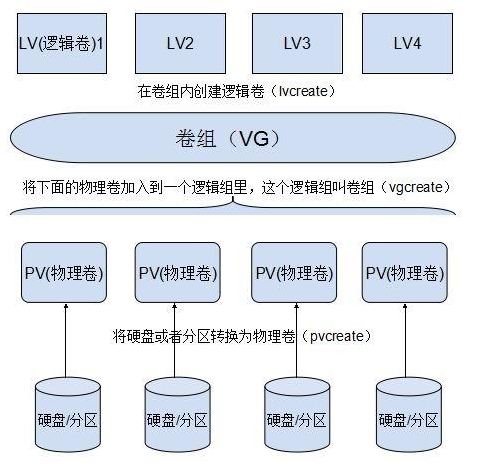 LV(逻辑卷)1 LV2 LV3 LV4
在卷组内创建逻辑卷（lvcreate）
卷组（VG）
将下面的物理卷加入到一个逻辑组里，这个逻辑组叫卷组（vgcreate）
PV(物理卷) PV(物理卷) PV(物理卷) PV(物理卷)
将硬盘或者分区转换为物理卷（pvcreate）
硬盘/分区 硬盘/分区 硬盘/分区 硬盘/分区